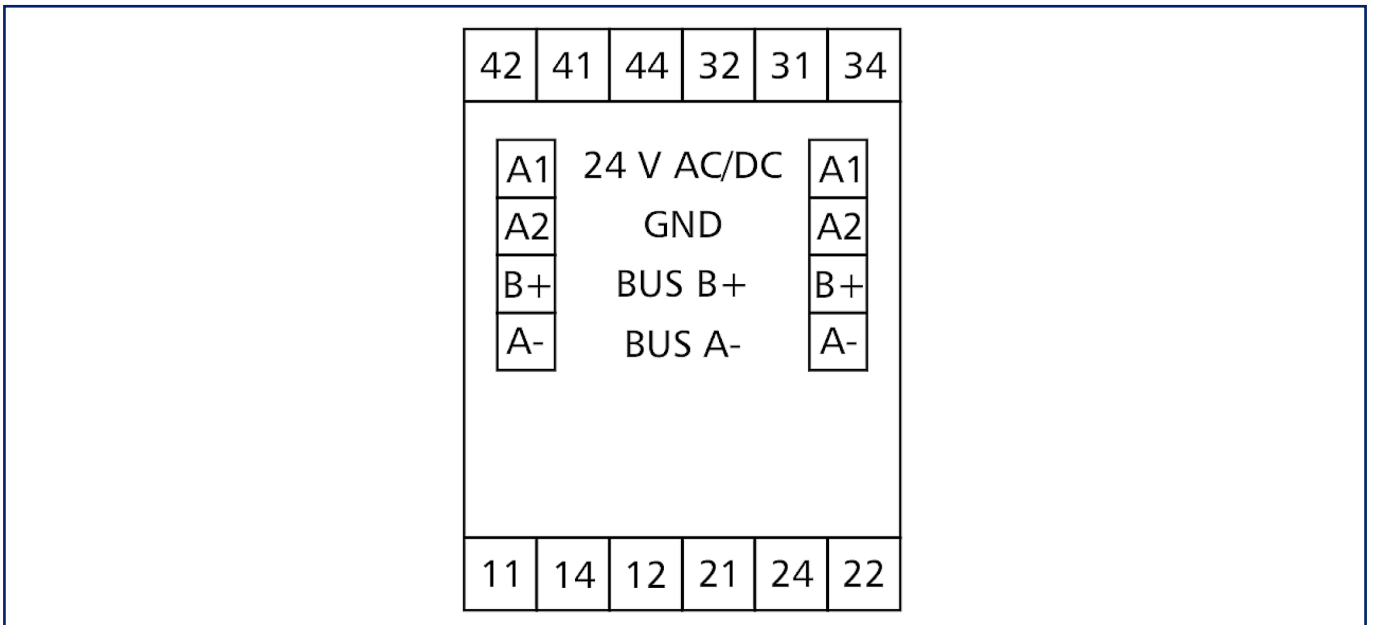 42 41 44 32 31 34
A1 24 V AC/DC A1
A2 GND A2
B+ BUS B+ B+
A- BUS A- A-
11 14 12 21 24 22